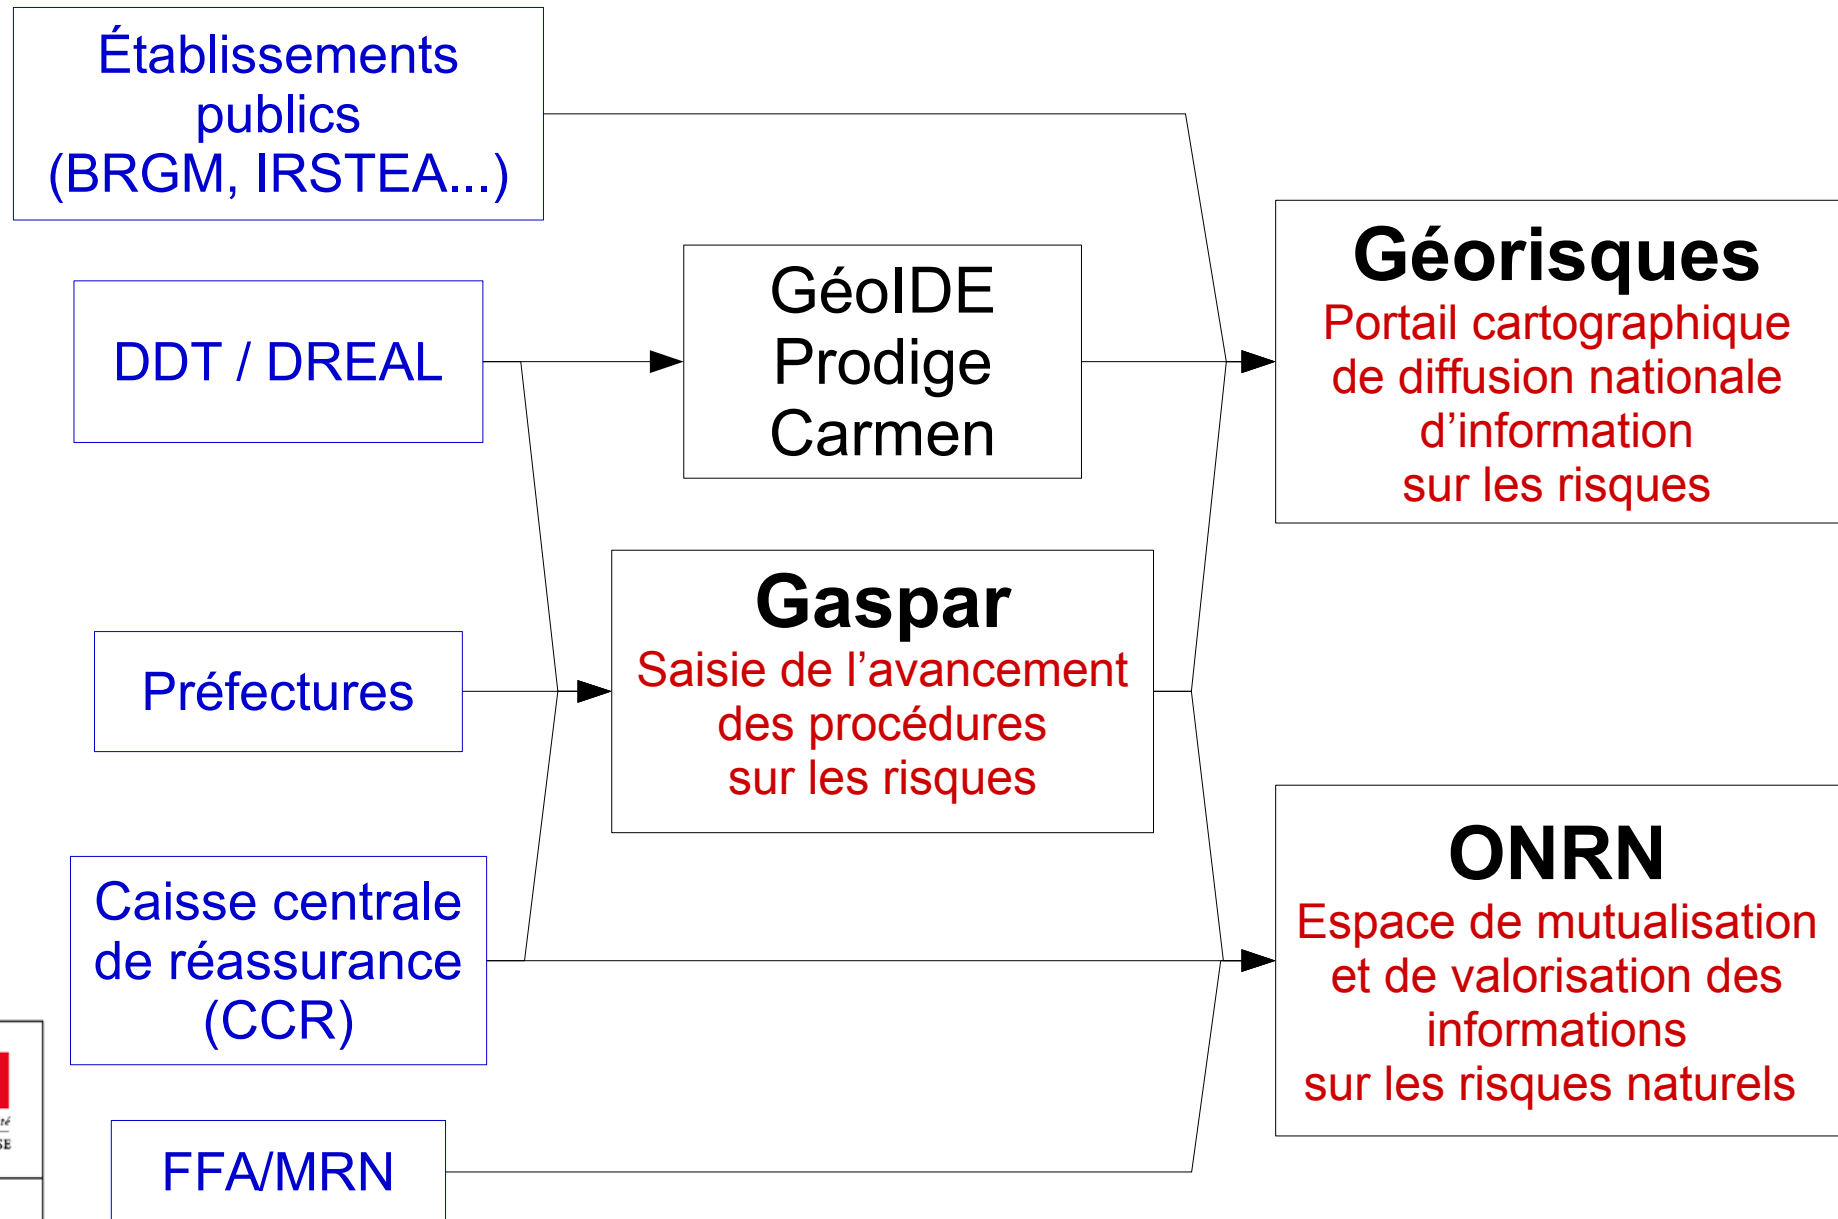 Établissements
publics
(BRGM, IRSTEA...)
DDT / DREAL
Préfectures
Caisse centrale
de réassurance
(CCR)
FFA/MRN
GéoIDE
Prodige
Carmen
Gaspar
Saisie de l’avancement
des procédures
sur les risques
Géorisques
Portail cartographique
de diffusion nationale
d’information
sur les risques
ONRN
Espace de mutualisation
et de valorisation des
informations
sur les risques naturels